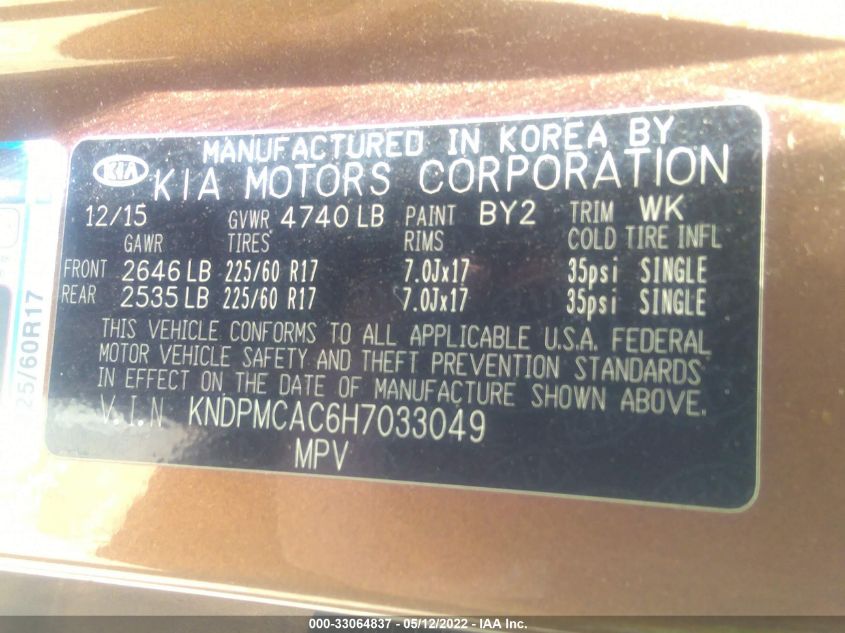 MANUFACTURED IN KOREA BY
KIA KIA MOTORS CORPORATION
12/15 GVWR 4740 LB PAINT BY2 TRIM WK
GAWR TIRES RIMS COLD TIRE INFL
FRONT 2646 LB 225/60 R17 7.0Jx17 35psi SINGLE
REAR 2535 LB 225/60 R17 7.0Jx17 35psi SINGLE
THIS VEHICLE CONFORMS TO ALL APPLICABLE U.S.A. FEDERAL
MOTOR VEHICLE SAFETY AND THEFT PREVENTION STANDARDS
IN EFFECT ON THE DATE OF MANUFACTURE SHOWN ABOVE.
V.I.N KNDPMCAC6H7033049
MPV
25/60R17
000-33064837 - 05/12/2022 - IAA Inc.